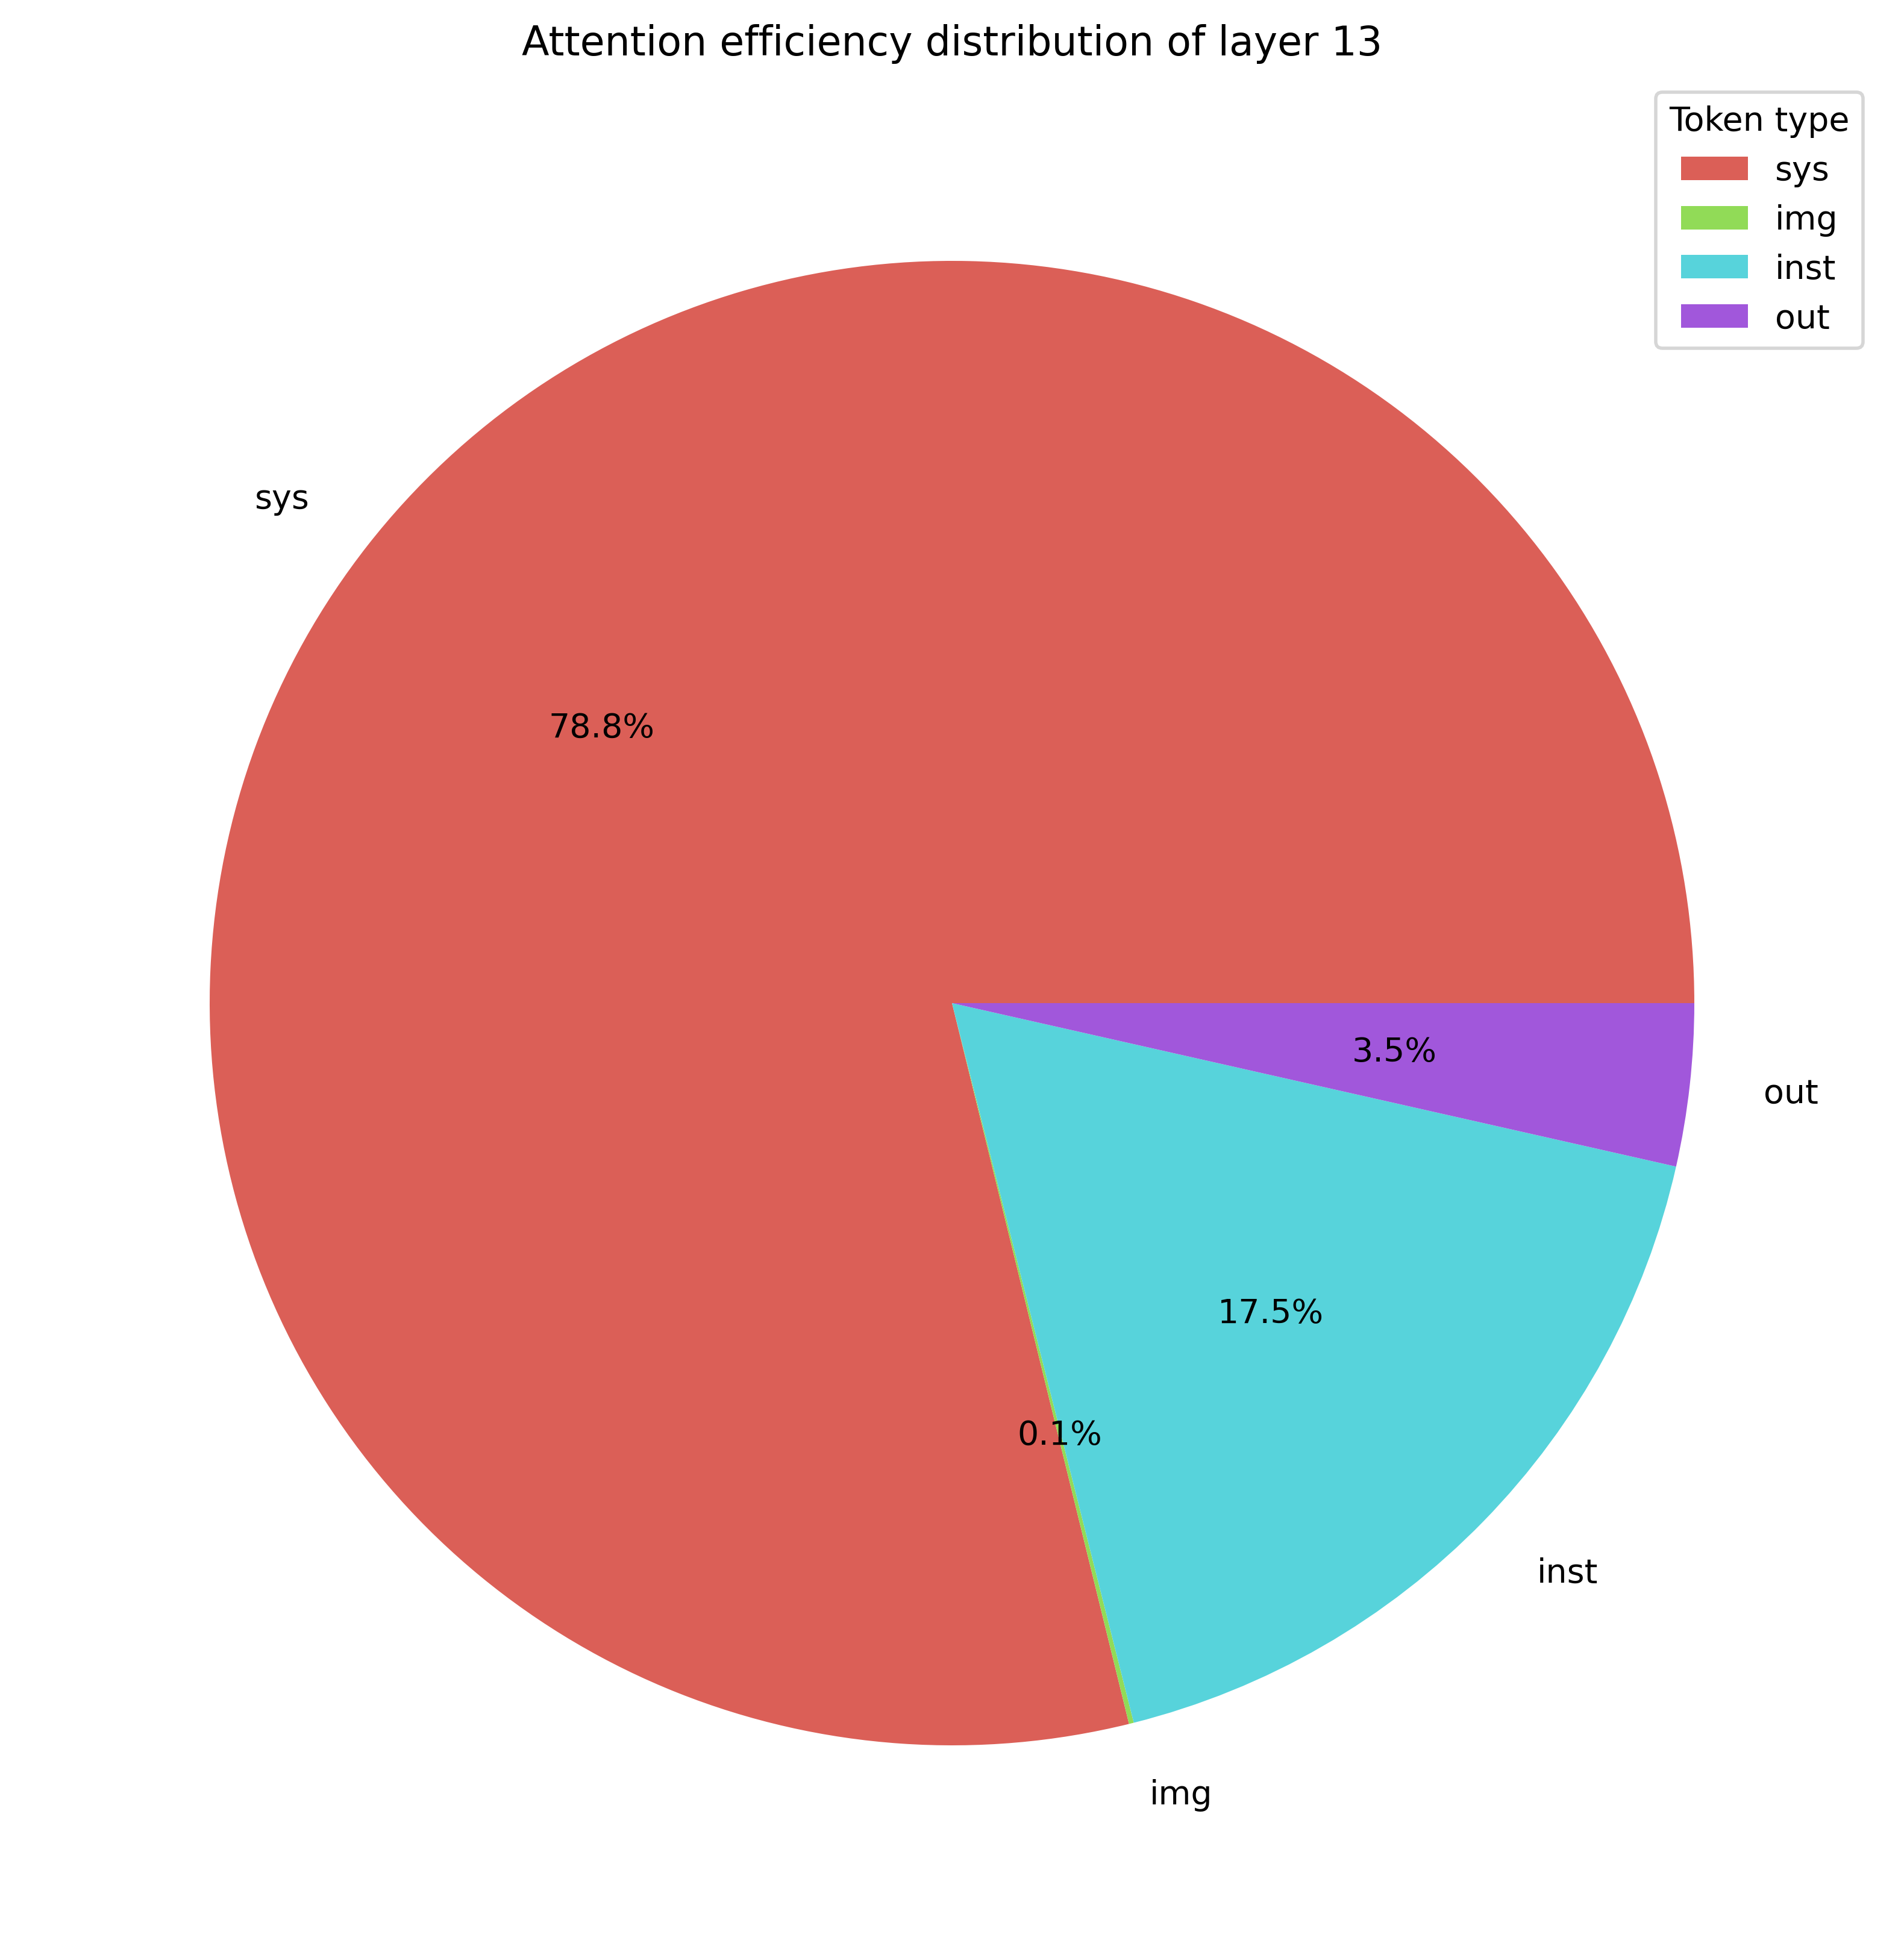 Attention efficiency distribution of layer 13
Token type
sys
img
inst
out
sys
78.8%
3.5%
out
17.5%
0.1%
inst
img